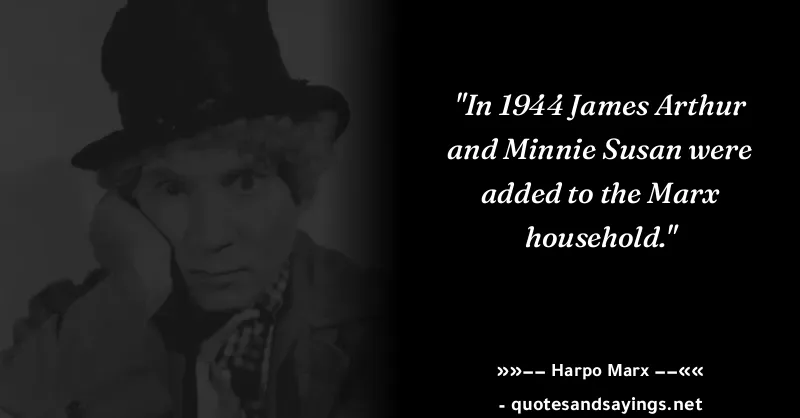 "In 1944 James Arthur
and Minnie Susan were
added to the Marx
household."
»»−− Harpo Marx −−««
- quotesandsayings.net